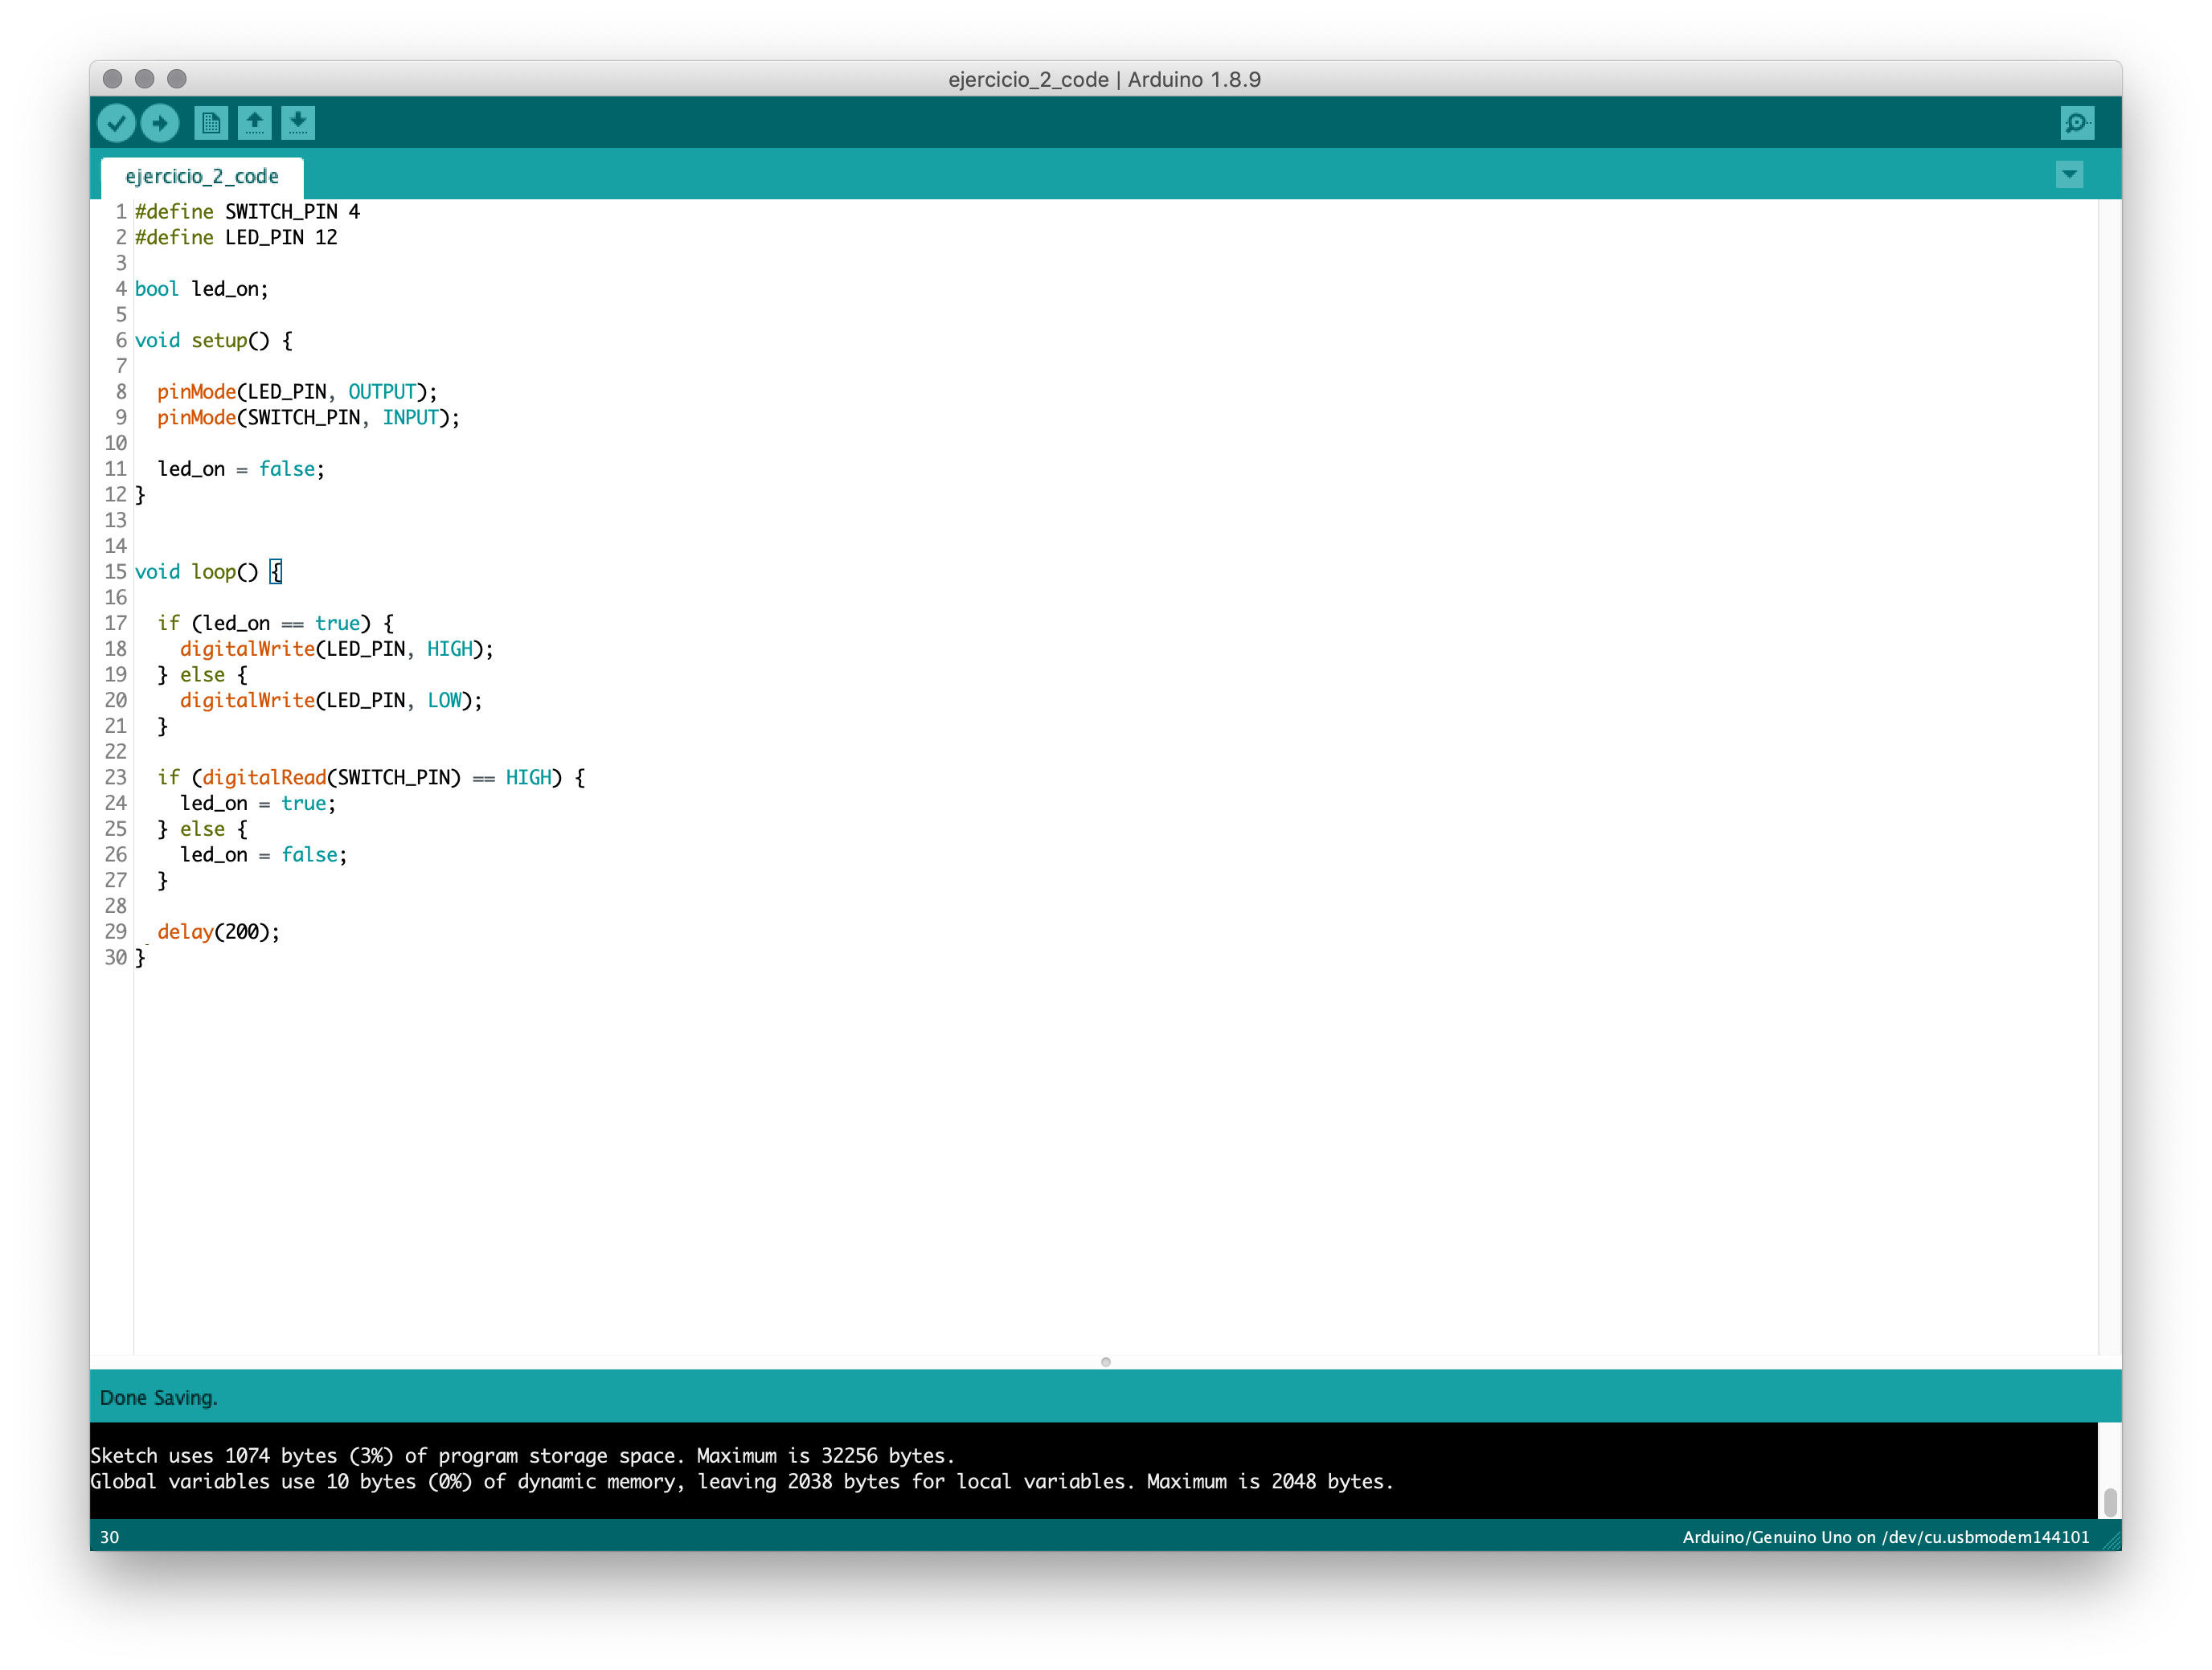 ejercicio_2_code | Arduino 1.8.9
ejercicio_2_code
1 #define SWITCH_PIN 4
2 #define LED_PIN 12
3
4 bool led_on;
5
6 void setup() {
7
8   pinMode(LED_PIN, OUTPUT);
9   pinMode(SWITCH_PIN, INPUT);
10
11   led_on = false;
12 }
13
14
15 void loop() {
16
17   if (led_on == true) {
18     digitalWrite(LED_PIN, HIGH);
19   } else {
20     digitalWrite(LED_PIN, LOW);
21   }
22
23   if (digitalRead(SWITCH_PIN) == HIGH) {
24     led_on = true;
25   } else {
26     led_on = false;
27   }
28
29   delay(200);
30 }
Done Saving.
Sketch uses 1074 bytes (3%) of program storage space. Maximum is 32256 bytes.
Global variables use 10 bytes (0%) of dynamic memory, leaving 2038 bytes for local variables. Maximum is 2048 bytes.
30 Arduino/Genuino Uno on /dev/cu.usbmodem144101